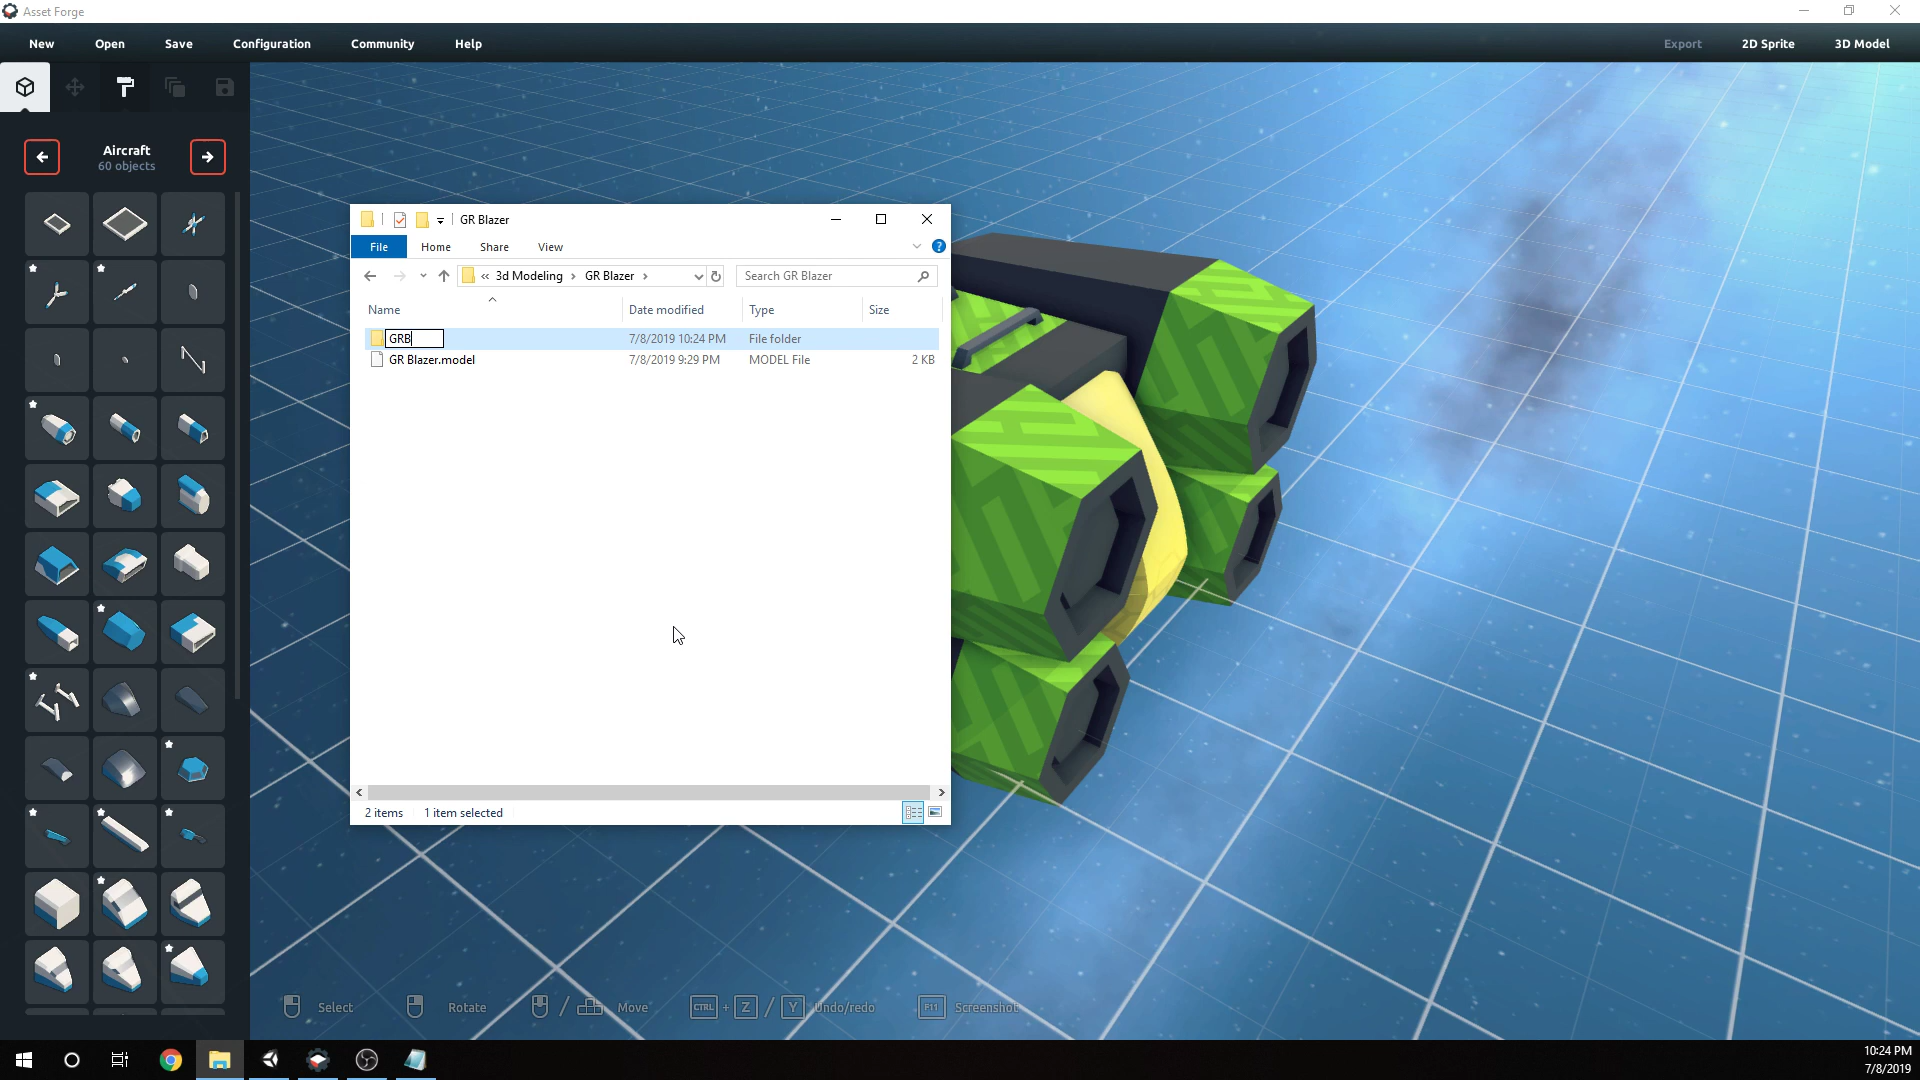 Asset Forge
New Open Save Configuration Community Help Export 2D Sprite 3D Model
Aircraft
60 objects
GR Blazer
File Home Share View
« 3d Modeling › GR Blazer › Search GR Blazer
Name Date modified Type Size
GRB 7/8/2019 10:24 PM File folder
GR Blazer.model 7/8/2019 9:29 PM MODEL File 2 KB
2 items 1 item selected
Select Rotate / Move CTRL + Z / Y Undo/redo F11 Screenshot
10:24 PM
7/8/2019